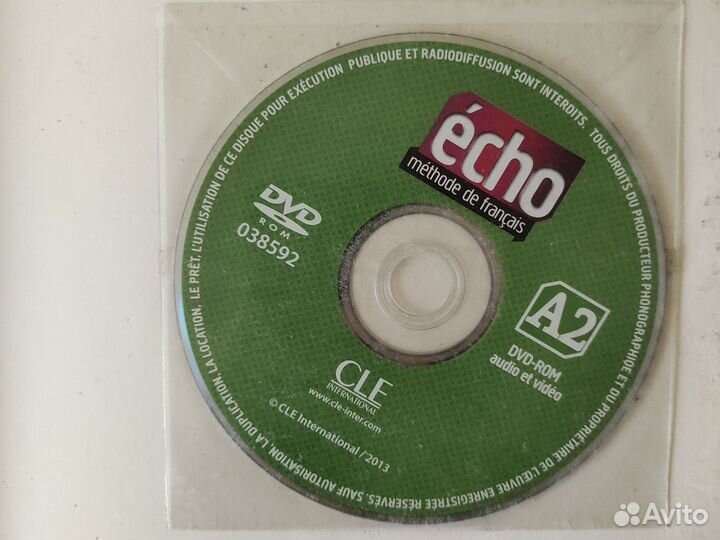 TOUS DROITS DU PRODUCTEUR PHONOGRAPHIQUE ET DU PROPRIÉTAIRE DE L'ŒUVRE ENREGISTRÉE RÉSERVÉS. SAUF AUTORISATION, LA DUPLICATION, LA LOCATION, LE PRÊT, L'UTILISATION DE CE DISQUE POUR EXÉCUTION PUBLIQUE ET RADIODIFFUSION SONT INTERDITS.
écho
méthode de français
DVD
ROM
038592
A2
DVD-ROM
audio et vidéo
CLE
INTERNATIONAL
www.cle-inter.com
© CLE International / 2013
Avito